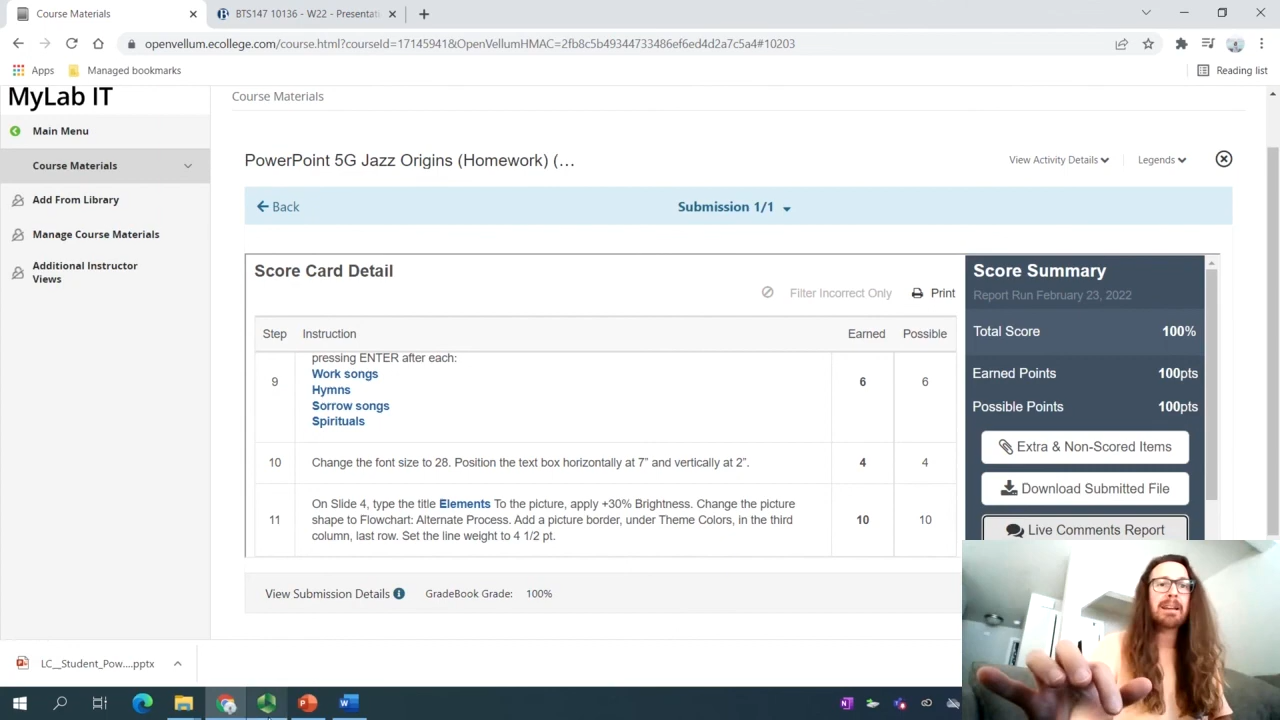 Course Materials
BTS147 10136 - W22 - Presentati
openvellum.ecollege.com/course.html?courseId=17145941&OpenVellumHMAC=2fb8c5b49344733486ef6ed4d2a7c5a4#10203
Apps
Managed bookmarks
Reading list
MyLab IT
Main Menu
Course Materials
Add From Library
Manage Course Materials
Additional Instructor
Views
Course Materials
PowerPoint 5G Jazz Origins (Homework) (…
View Activity Details
Legends
Back
Submission 1/1
Score Card Detail
Filter Incorrect Only
Print
Step Instruction Earned Possible
pressing ENTER after each:
Work songs
9 6 6
Hymns
Sorrow songs
Spirituals
10 Change the font size to 28. Position the text box horizontally at 7” and vertically at 2”. 4 4
On Slide 4, type the title Elements To the picture, apply +30% Brightness. Change the picture
11 shape to Flowchart: Alternate Process. Add a picture border, under Theme Colors, in the third 10 10
column, last row. Set the line weight to 4 1/2 pt.
Score Summary
Report Run February 23, 2022
Total Score 100%
Earned Points 100pts
Possible Points 100pts
Extra & Non-Scored Items
Download Submitted File
Live Comments Report
View Submission Details
GradeBook Grade: 100%
LC__Student_Pow....pptx